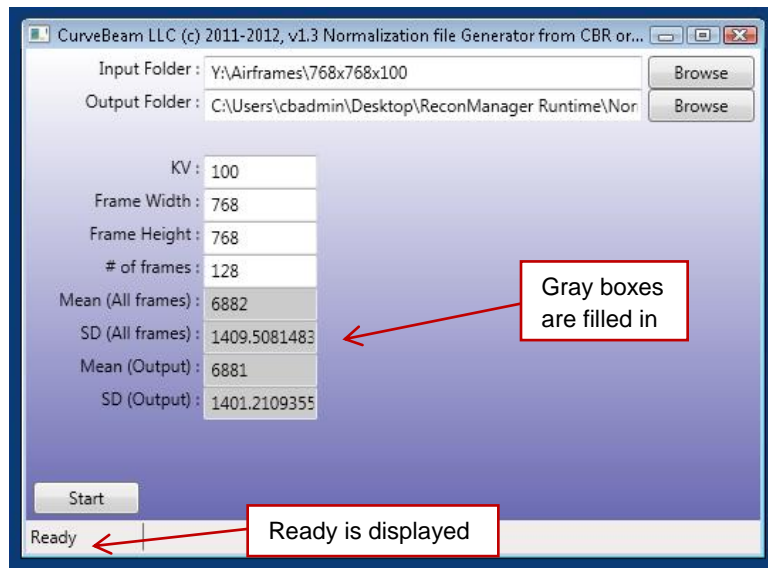 CurveBeam LLC (c) 2011-2012, v1.3 Normalization file Generator from CBR or...
Input Folder : Y:\Airframes\768x768x100 Browse
Output Folder : C:\Users\cbadmin\Desktop\ReconManager Runtime\Nor Browse
KV : 100
Frame Width : 768
Frame Height : 768
# of frames : 128
Mean (All frames) : 6882
SD (All frames) : 1409.5081483
Mean (Output) : 6881
SD (Output) : 1401.2109355
Gray boxes
are filled in
Start
Ready
Ready is displayed